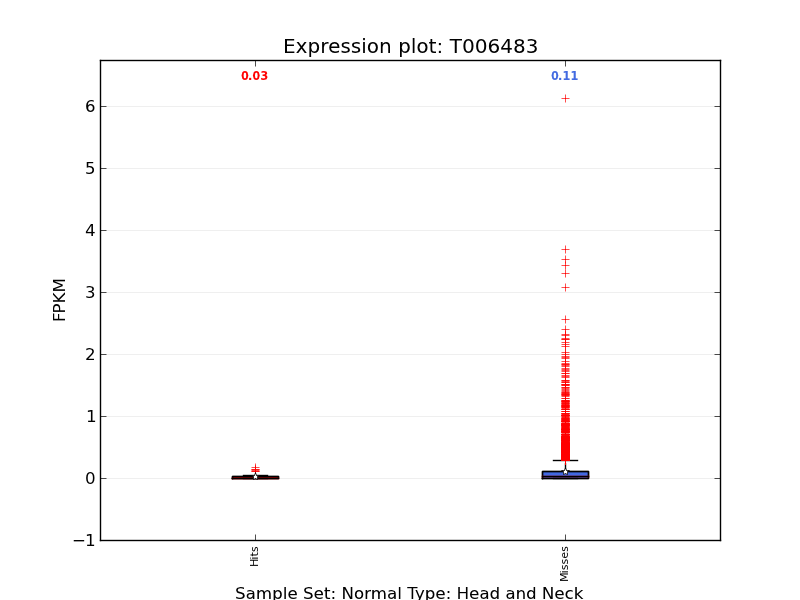 Expression plot: T006483
0.03
0.11
6
5
4
3
2
1
0
−1
FPKM
Hits
Misses
Sample Set: Normal Type: Head and Neck